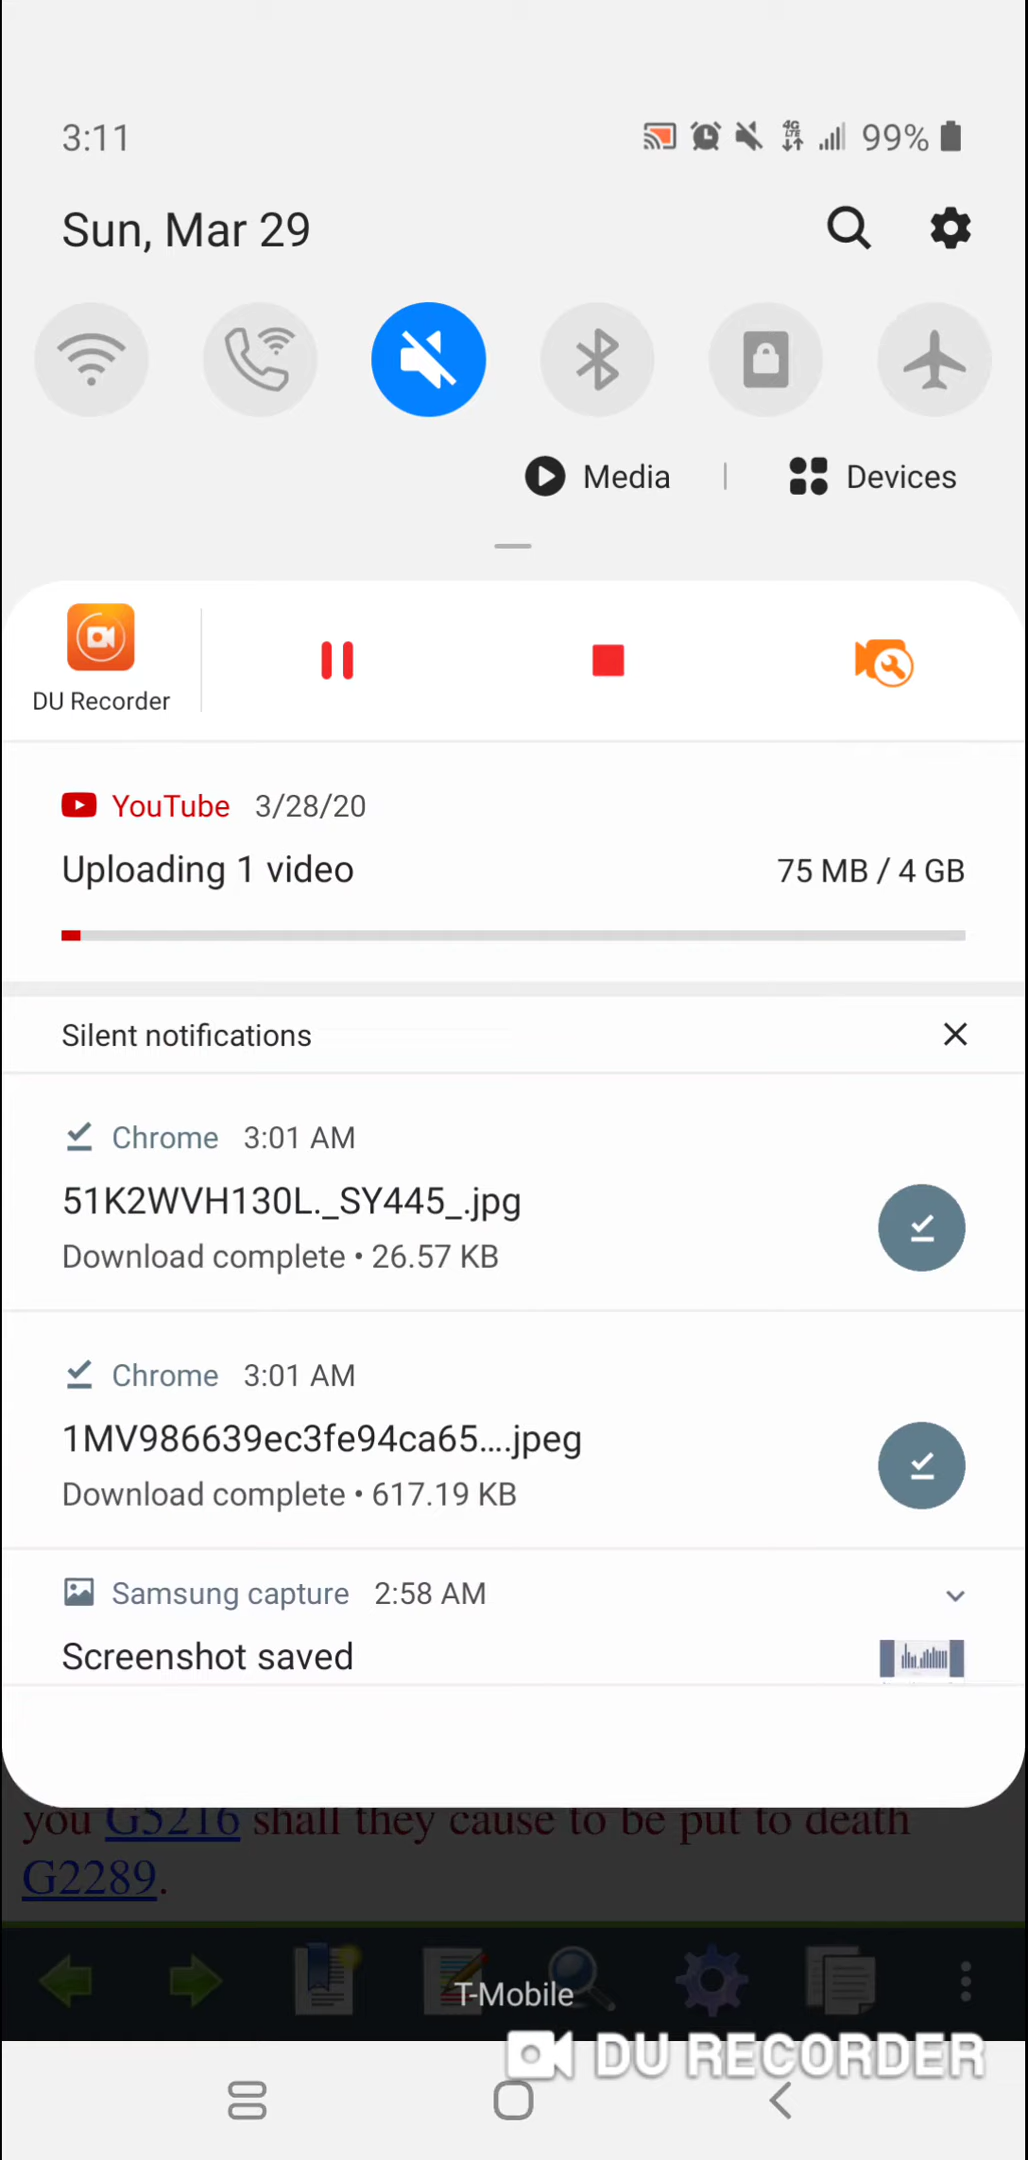 3:11 4G LTE 99%
Sun, Mar 29
Media | Devices
DU Recorder
YouTube 3/28/20
Uploading 1 video 75 MB / 4 GB
Silent notifications
Chrome 3:01 AM
51K2WVH130L._SY445_.jpg
Download complete • 26.57 KB
Chrome 3:01 AM
1MV986639ec3fe94ca65....jpeg
Download complete • 617.19 KB
Samsung capture 2:58 AM
Screenshot saved
you G5216 shall they cause to be put to death
G2289.
T-Mobile
DU RECORDER